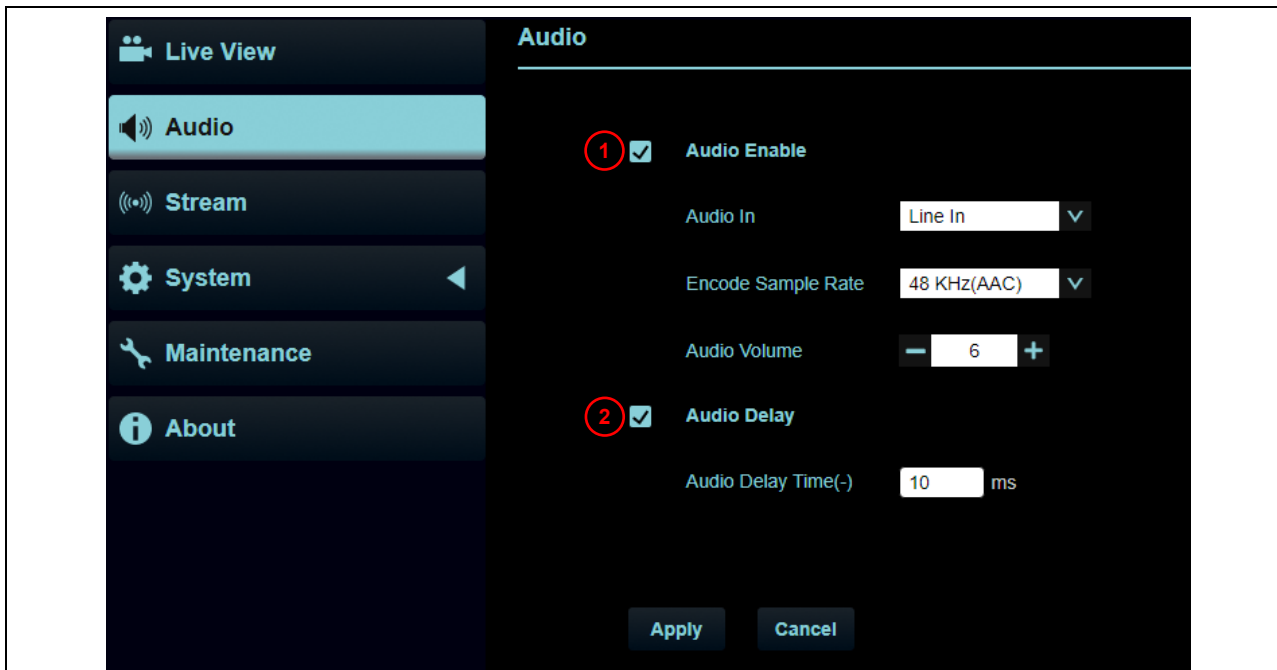 Live View
Audio
Stream
System
Maintenance
About
Audio
1 Audio Enable
Audio In Line In
Encode Sample Rate 48 KHz(AAC)
Audio Volume 6
2 Audio Delay
Audio Delay Time(-) 10 ms
Apply Cancel